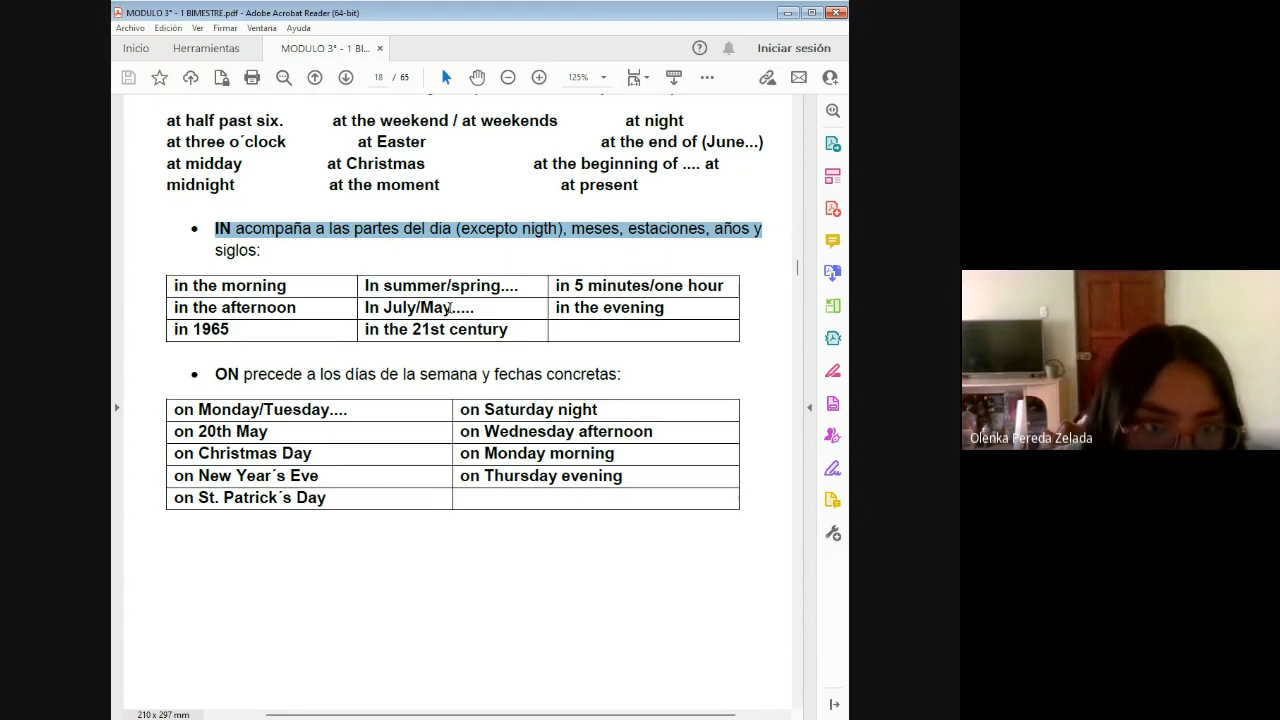 MODULO 3° - 1 BIMESTRE.pdf - Adobe Acrobat Reader (64-bit)
Archivo Edición Ver Firmar Ventana Ayuda
Inicio Herramientas MODULO 3° - 1 BI... × Iniciar sesión
18 / 65 125%
at half past six. at the weekend / at weekends at night
at three o´clock at Easter at the end of (June...)
at midday at Christmas at the beginning of .... at
midnight at the moment at present
• IN acompaña a las partes del dia (excepto nigth), meses, estaciones, años y
siglos:
in the morning In summer/spring.... in 5 minutes/one hour
in the afternoon In July/May..... in the evening
in 1965 in the 21st century
• ON precede a los días de la semana y fechas concretas:
on Monday/Tuesday.... on Saturday night
on 20th May on Wednesday afternoon
on Christmas Day on Monday morning
on New Year´s Eve on Thursday evening
on St. Patrick´s Day
210 x 297 mm
Olenka Pereda Zelada